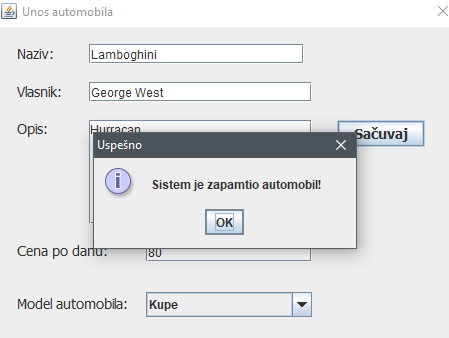 Unos automobila
Naziv: Lamboghini
Vlasnik: George West
Opis: Hurracan
Sačuvaj
Uspešno
Sistem je zapamtio automobil!
OK
Cena po danu: 80
Model automobila: Kupe